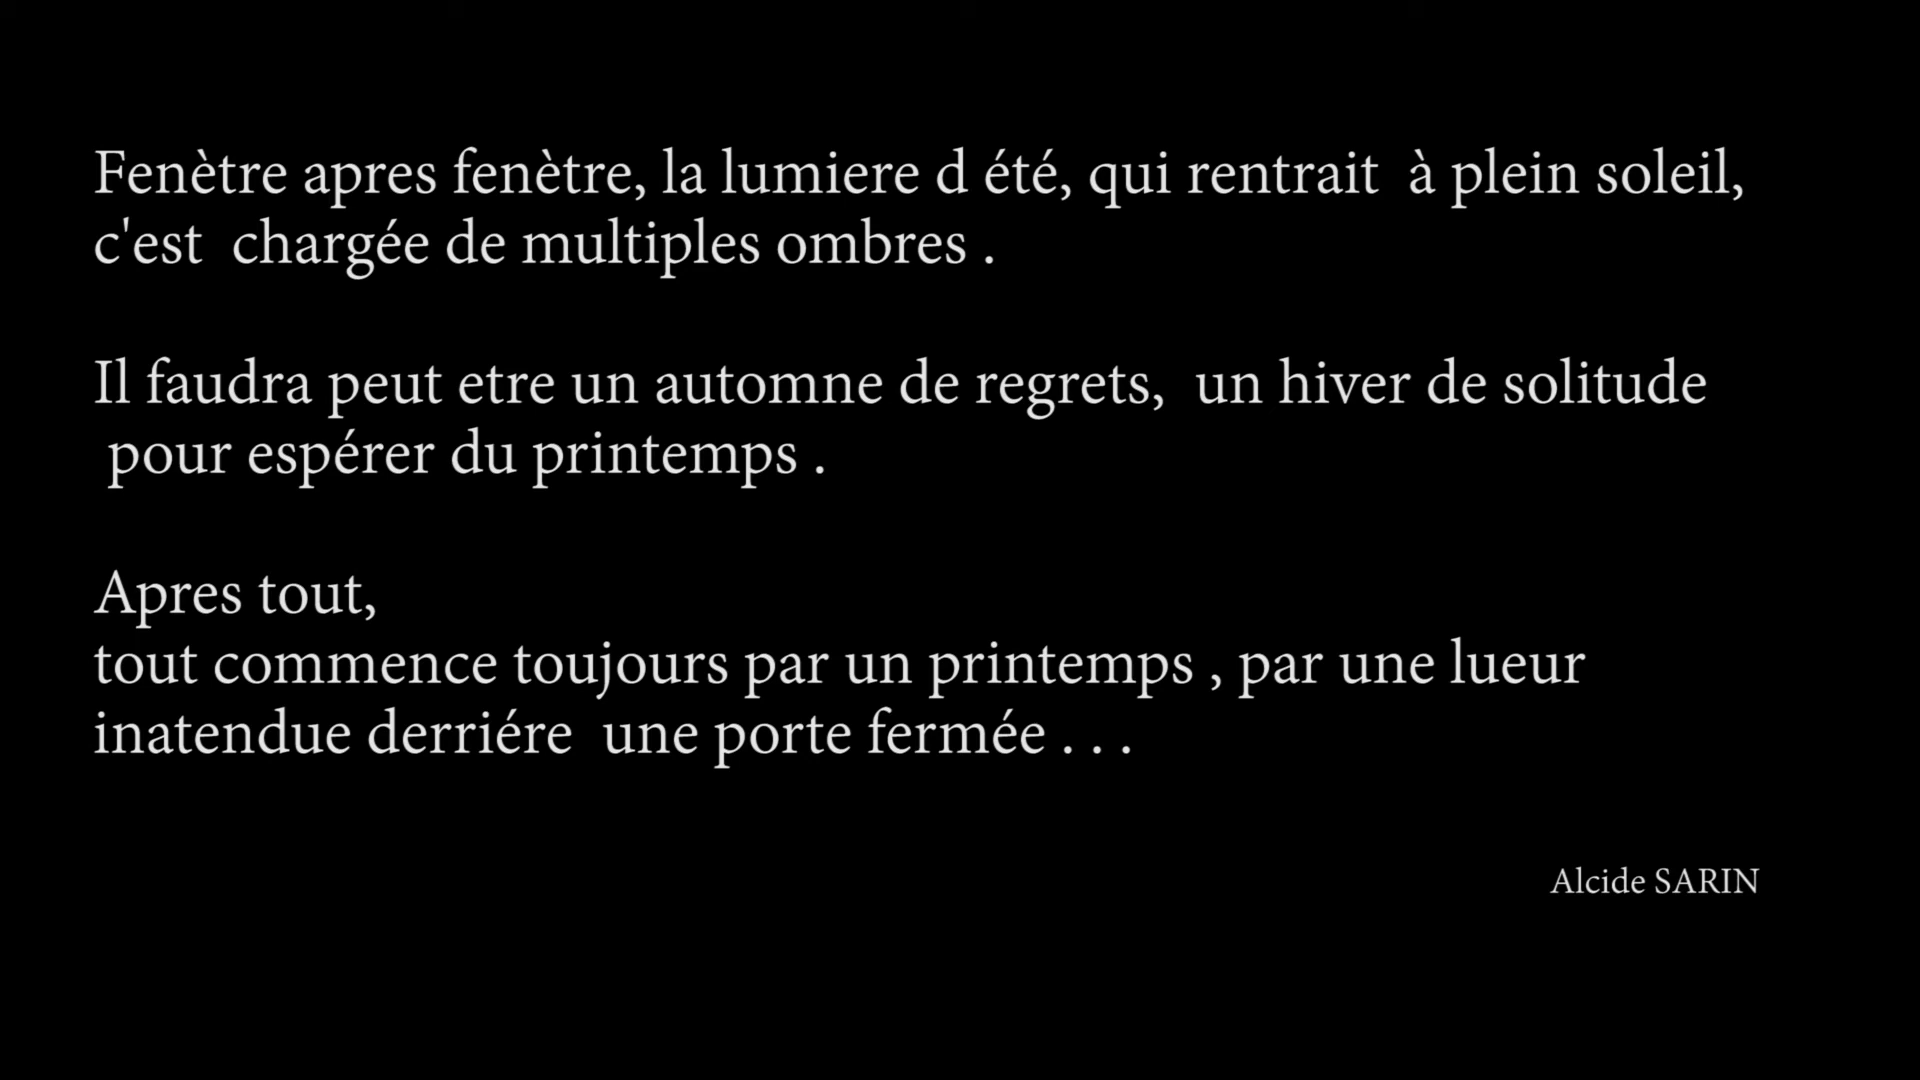 Fenètre apres fenètre, la lumiere d été, qui rentrait à plein soleil,
c'est chargée de multiples ombres .
Il faudra peut etre un automne de regrets, un hiver de solitude
pour espérer du printemps .
Apres tout,
tout commence toujours par un printemps , par une lueur
inatendue derriére une porte fermée . . .
Alcide SARIN